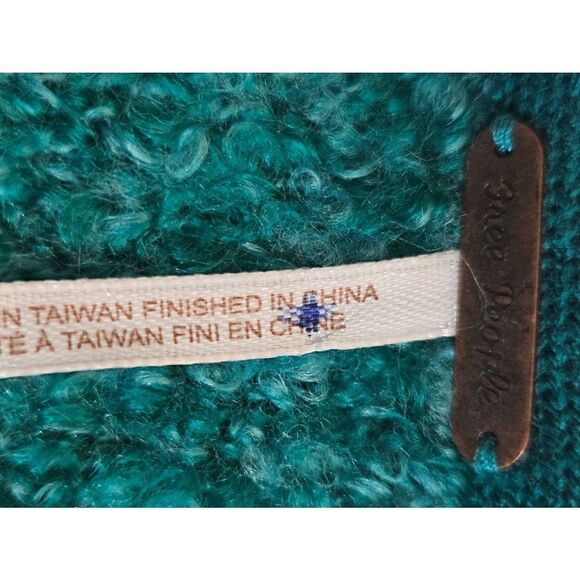 N TAIWAN FINISHED IN CHINA
TÉ À TAIWAN FINI EN CHINE
Free People